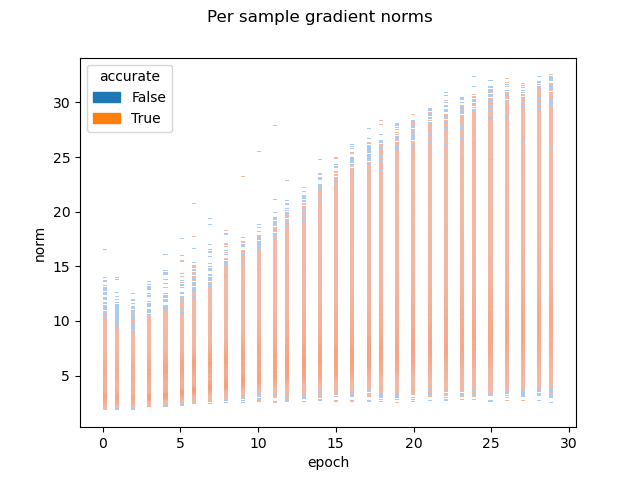 Per sample gradient norms
accurate
False
True
30
25
20
15
10
5
norm
0 5 10 15 20 25 30
epoch